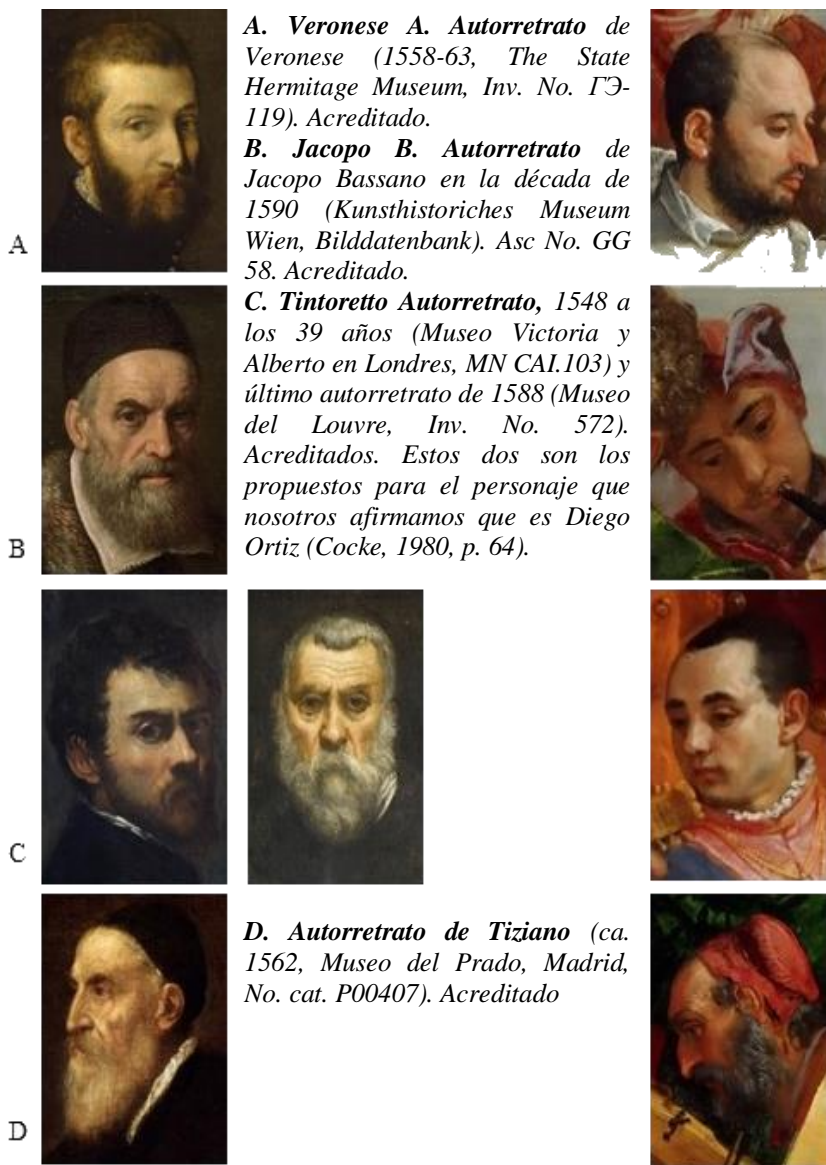 A. Veronese A. Autorretrato de
Veronese (1558-63, The State
Hermitage Museum, Inv. No. ГЭ-
119). Acreditado.
B. Jacopo B. Autorretrato de
Jacopo Bassano en la década de
1590 (Kunsthistoriches Museum
Wien, Bilddatenbank). Asc No. GG
58. Acreditado.
C. Tintoretto Autorretrato, 1548 a
los 39 años (Museo Victoria y
Alberto en Londres, MN CAI.103) y
último autorretrato de 1588 (Museo
del Louvre, Inv. No. 572).
Acreditados. Estos dos son los
propuestos para el personaje que
nosotros afirmamos que es Diego
Ortiz (Cocke, 1980, p. 64).
A
B
C
D. Autorretrato de Tiziano (ca.
1562, Museo del Prado, Madrid,
No. cat. P00407). Acreditado
D